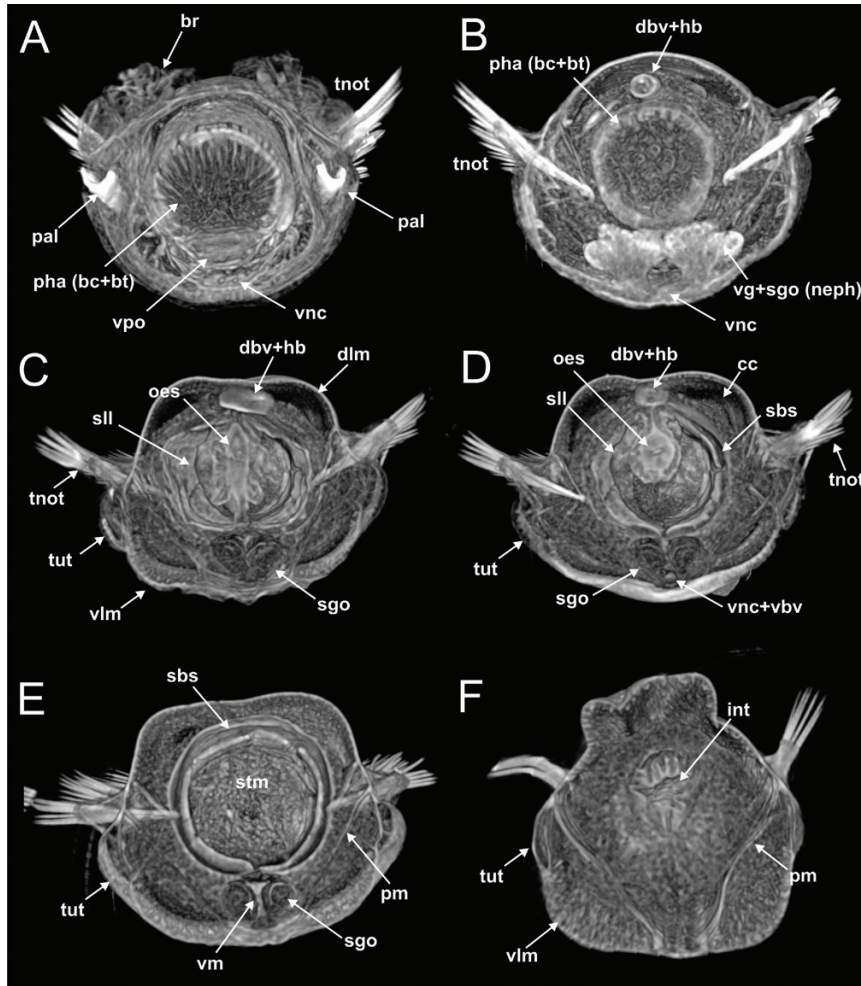 A
br
tnot
pal
pal
pha (bc+bt)
vpo
vnc
B
dbv+hb
pha (bc+bt)
tnot
vg+sgo (neph)
vnc
C
dbv+hb
dlm
oes
sll
tnot
tut
vlm
sgo
D
oes
dbv+hb
cc
sll
sbs
tnot
tut
sgo
vnc+vbv
E
sbs
stm
pm
tut
vm
sgo
F
int
tut
pm
vlm